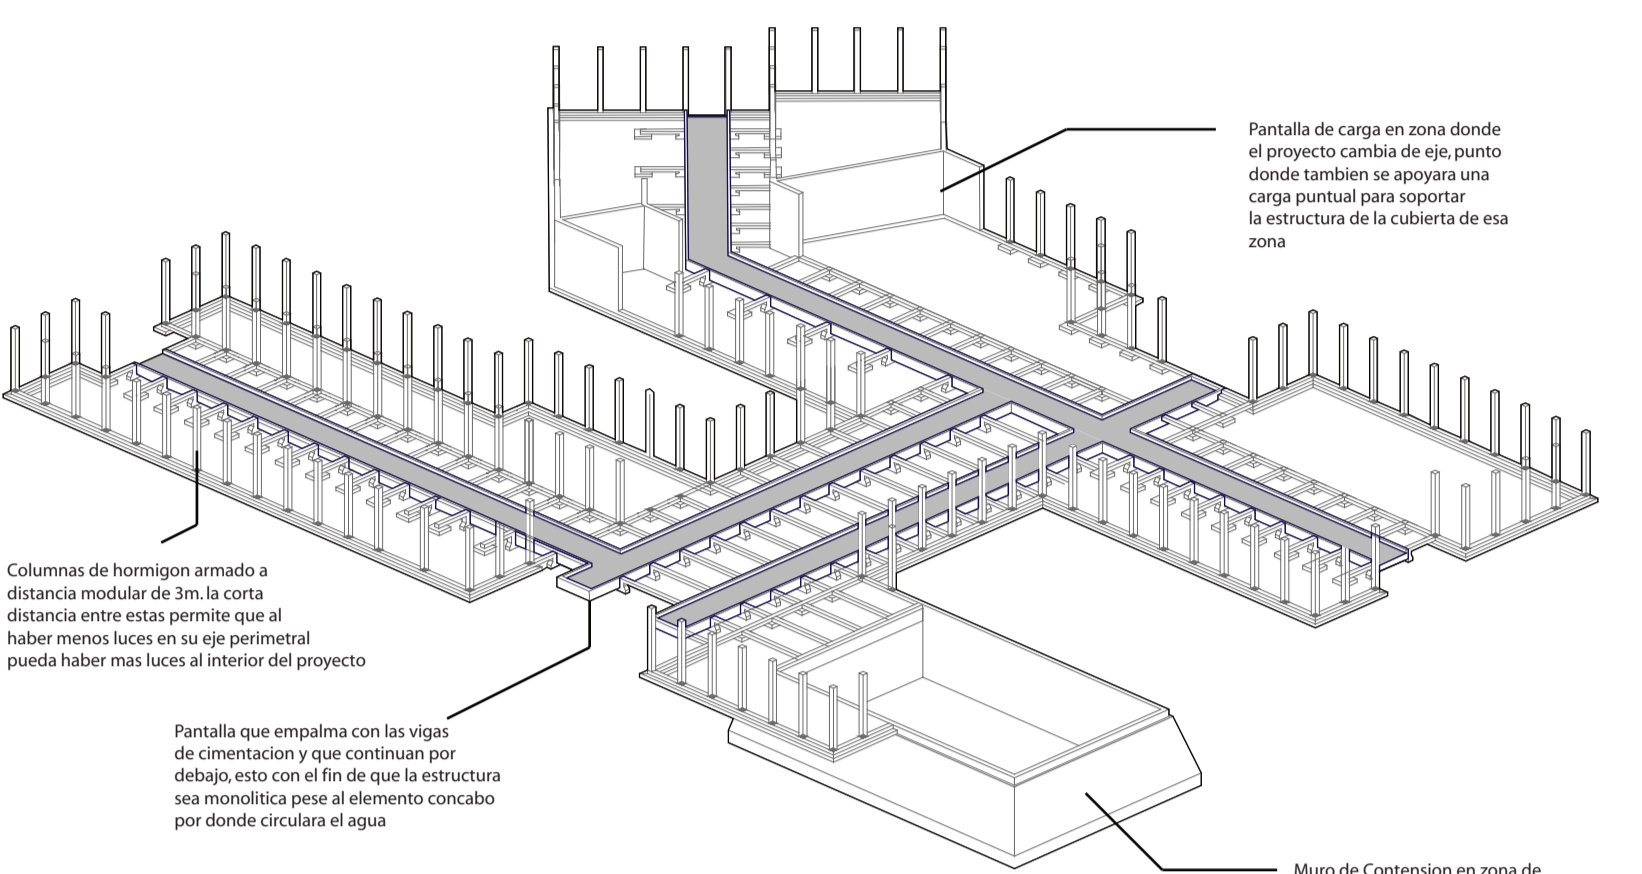 Pantalla de carga en zona donde
el proyecto cambia de eje, punto
donde tambien se apoyara una
carga puntual para soportar
la estructura de la cubierta de esa
zona
Columnas de hormigon armado a
distancia modular de 3m. la corta
distancia entre estas permite que al
haber menos luces en su eje perimetral
pueda haber mas luces al interior del proyecto
Pantalla que empalma con las vigas
de cimentacion y que continuan por
debajo, esto con el fin de que la estructura
sea monolitica pese al elemento concabo
por donde circulara el agua
Muro de Contension en zona de